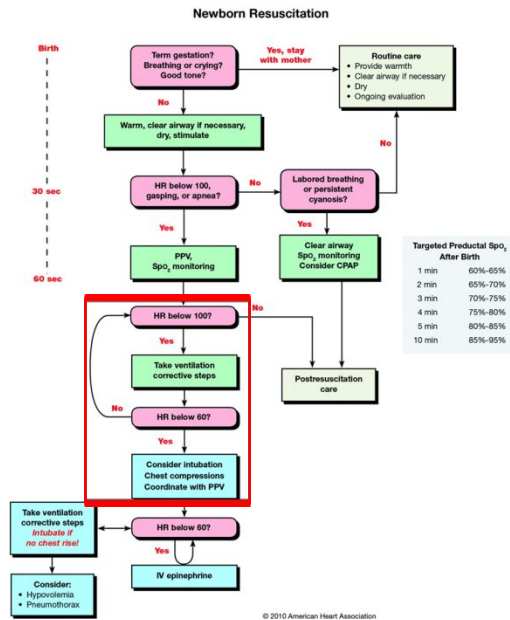 Newborn Resuscitation
Birth
Term gestation?
Breathing or crying?
Good tone?
Yes, stay
with mother
Routine care
• Provide warmth
• Clear airway if necessary
• Dry
• Ongoing evaluation
No
Warm, clear airway if necessary,
dry, stimulate
No
30 sec
HR below 100,
gasping, or apnea?
No
Labored breathing
or persistent
cyanosis?
Yes
Yes
PPV,
SpO₂ monitoring
Clear airway
SpO₂ monitoring
Consider CPAP
Targeted Preductal Spo₂
After Birth
1 min 60%-65%
2 min 65%-70%
3 min 70%-75%
4 min 75%-80%
5 min 80%-85%
10 min 85%-95%
60 sec
HR below 100?
No
Yes
Take ventilation
corrective steps
Postresuscitation
care
No
HR below 60?
Yes
Consider intubation
Chest compressions
Coordinate with PPV
Take ventilation
corrective steps
Intubate if
no chest rise!
HR below 60?
Yes
IV epinephrine
Consider:
• Hypovolemia
• Pneumothorax
© 2010 American Heart Association